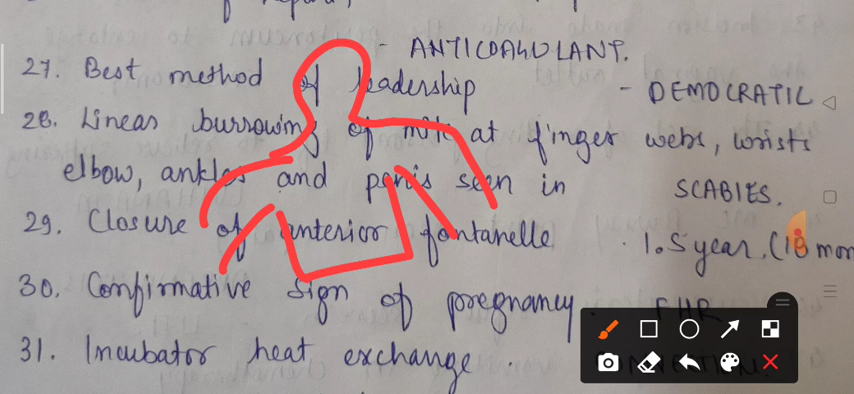 - ANTICOAGULANT.
27. Best method of leadership - DEMOCRATIC
28. Linear burrowing of mite at finger webs, wrists
elbow, ankles and penis seen in SCABIES.
29. Closure of anterior fontanelle . 1.5 year. (18 mon
30. Confirmative sign of pregnancy. FHR
31. Incubator heat exchange .